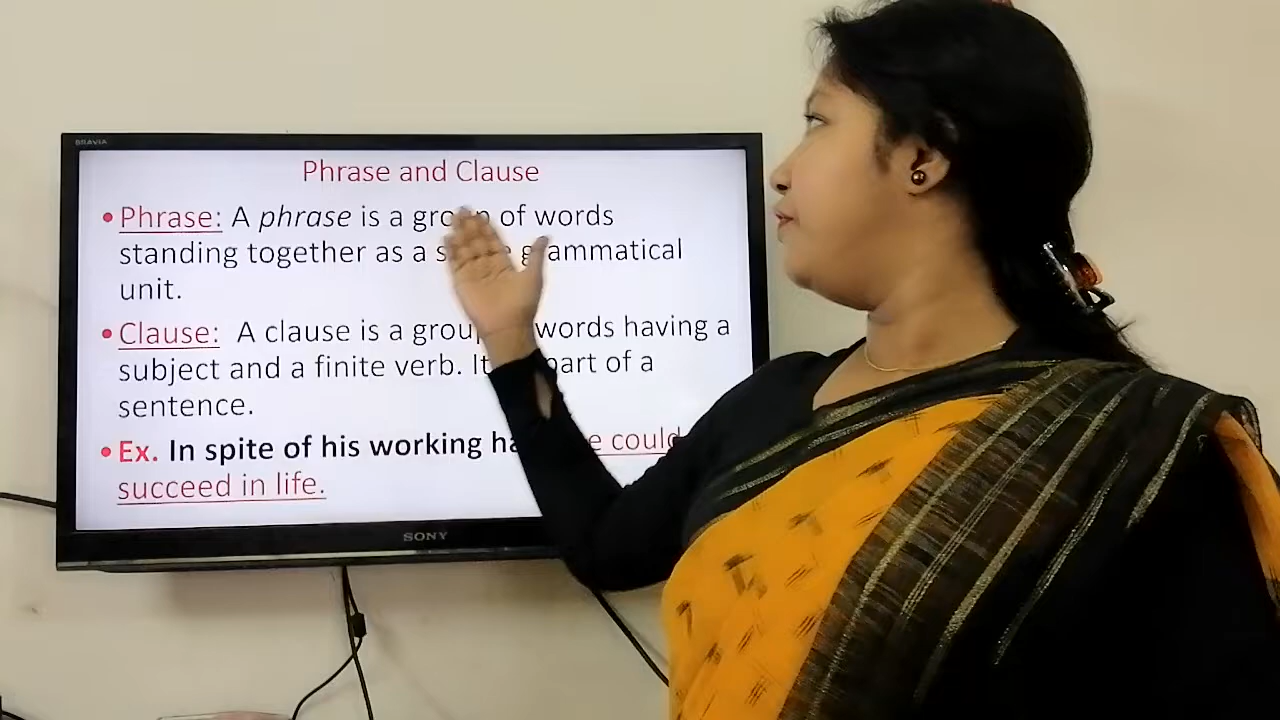 BRAVIA
Phrase and Clause
• Phrase: A phrase is a group of words
standing together as a grammatical
unit.
• Clause: A clause is a group words having a
subject and a finite verb. It part of a
sentence.
• Ex. In spite of his working could
succeed in life.
SONY